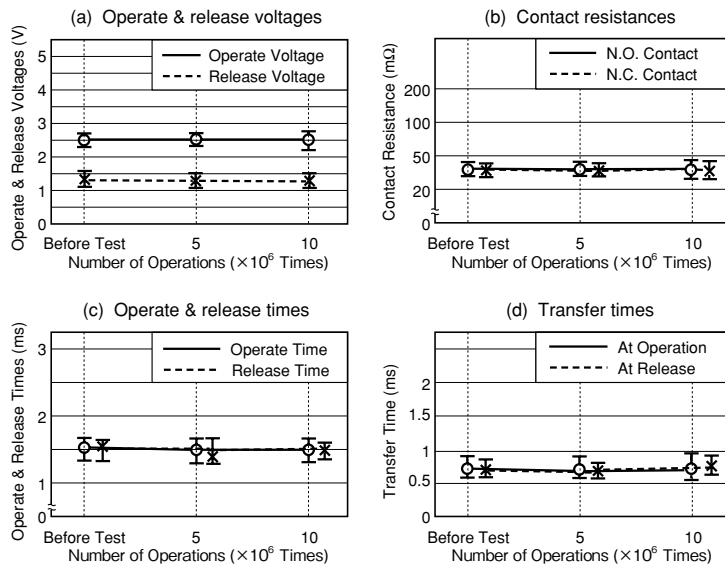 (a) Operate & release voltages
Operate & Release Voltages (V)
5
4
3
2
1
0
Operate Voltage
Release Voltage
Before Test 5 10
Number of Operations (×10⁶ Times)
(b) Contact resistances
Contact Resistance (mΩ)
200
100
50
20
0
N.O. Contact
N.C. Contact
Before Test 5 10
Number of Operations (×10⁶ Times)
(c) Operate & release times
Operate & Release Times (ms)
3
2
1
0
Operate Time
Release Time
Before Test 5 10
Number of Operations (×10⁶ Times)
(d) Transfer times
Transfer Time (ms)
2
1.5
1
0.5
0
At Operation
At Release
Before Test 5 10
Number of Operations (×10⁶ Times)